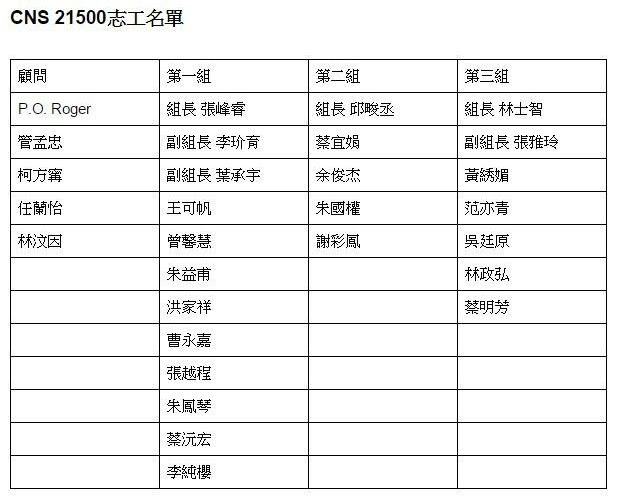 CNS 21500志工名單
顧問 第一組 第二組 第三組
P.O. Roger 組長 張峰睿 組長 邱畯丞 組長 林士智
管孟忠 副組長 李玠育 蔡宜娟 副組長 張雅玲
柯方甯 副組長 葉承宇 余俊杰 黃綉媚
任蘭怡 王可帆 朱國權 范亦青
林汶因 曾馨慧 謝彩鳳 吳廷原
朱益甫 林政弘
洪家祥 蔡明芳
曹永嘉
張越程
朱鳳琴
蔡沅宏
李純櫻